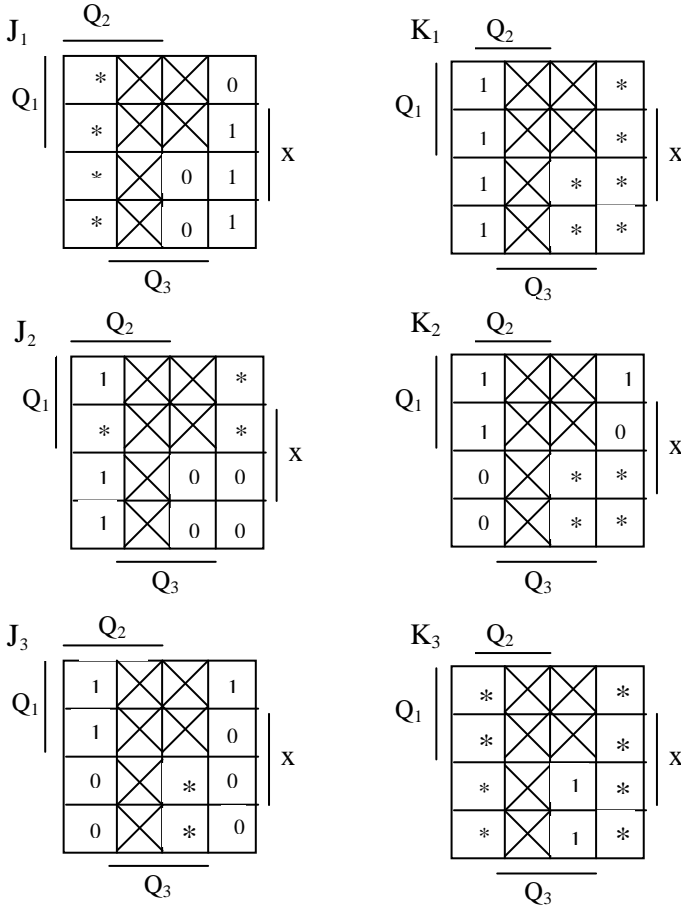 J₁ Q₂
* 0
Q₁
* 1
x
* 0 1
* 0 1
Q₃
K₁ Q₂
1 *
Q₁
1 *
x
1 * *
1 * *
Q₃
J₂ Q₂
1 *
Q₁
* *
x
1 0 0
1 0 0
Q₃
K₂ Q₂
1 1
Q₁
1 0
x
0 * *
0 * *
Q₃
J₃ Q₂
1 1
Q₁
1 0
x
0 * 0
0 * 0
Q₃
K₃ Q₂
* *
Q₁
* *
x
* 1 *
* 1 *
Q₃